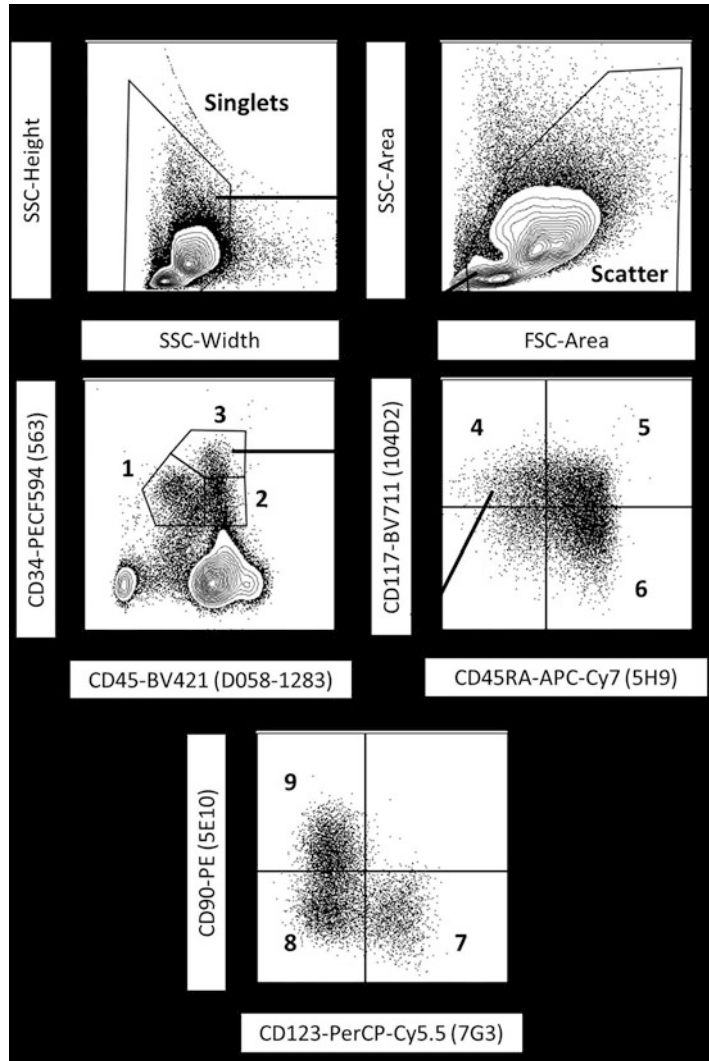 SSC-Height
Singlets
SSC-Width
SSC-Area
Scatter
FSC-Area
CD34-PECF594 (563)
3
1
2
CD45-BV421 (D058-1283)
CD117-BV711 (104D2)
4
5
6
CD45RA-APC-Cy7 (5H9)
CD90-PE (5E10)
9
8
7
CD123-PerCP-Cy5.5 (7G3)